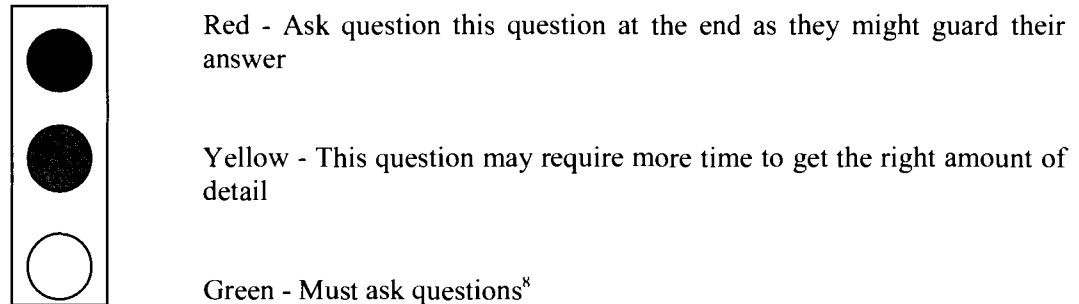 Red - Ask question this question at the end as they might guard their
answer
Yellow - This question may require more time to get the right amount of
detail
Green - Must ask questions⁸